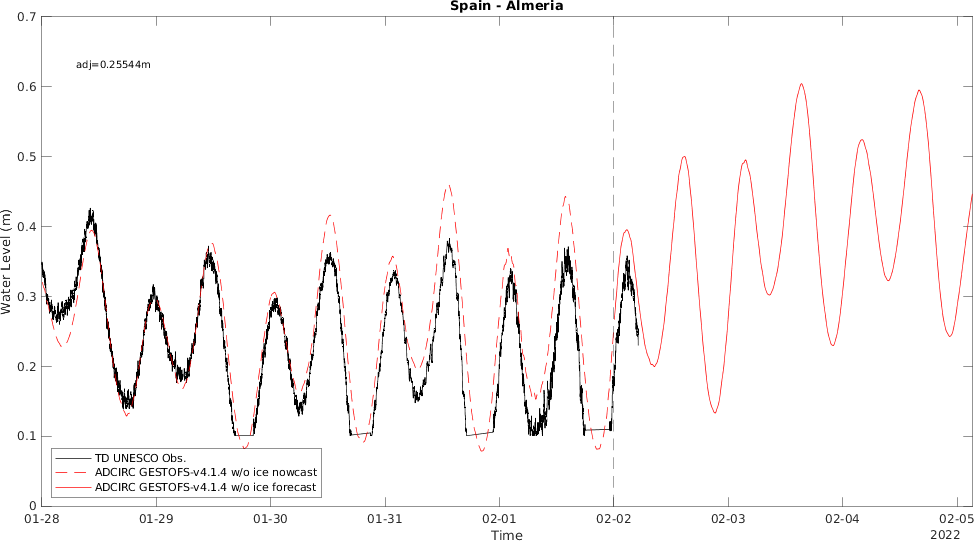 Spain - Almeria
0.7
adj=0.25544m
0.6
0.5
0.4
Water Level (m)
0.3
0.2
0.1
TD UNESCO Obs.
ADCIRC GESTOFS-v4.1.4 w/o ice nowcast
ADCIRC GESTOFS-v4.1.4 w/o ice forecast
0
01-28 01-29 01-30 01-31 02-01 02-02 02-03 02-04 02-05
Time 2022